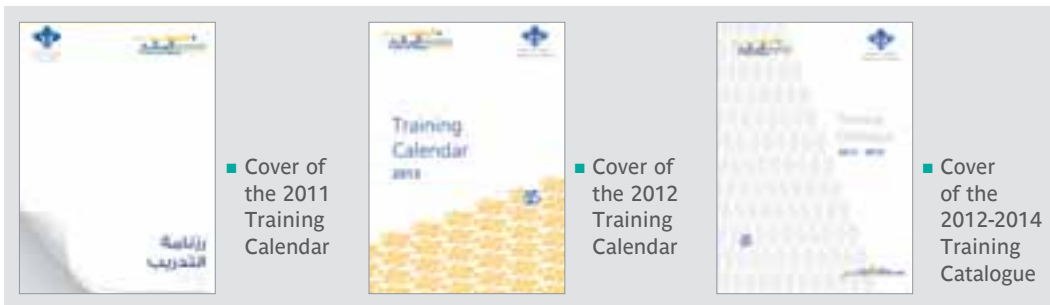 رزنامة
التدريب
Cover of
the 2011
Training
Calendar
Training
Calendar
Cover of
the 2012
Training
Calendar
Cover
of the
2012-2014
Training
Catalogue